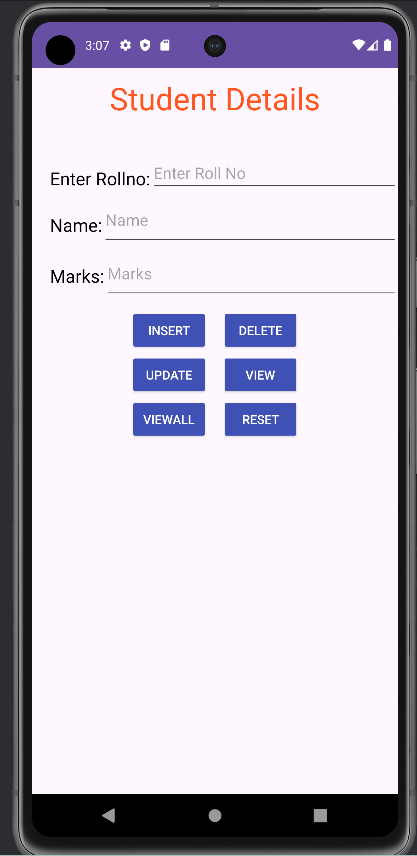 3:07
Student Details
Enter Rollno: Enter Roll No
Name: Name
Marks: Marks
INSERT DELETE
UPDATE VIEW
VIEWALL RESET